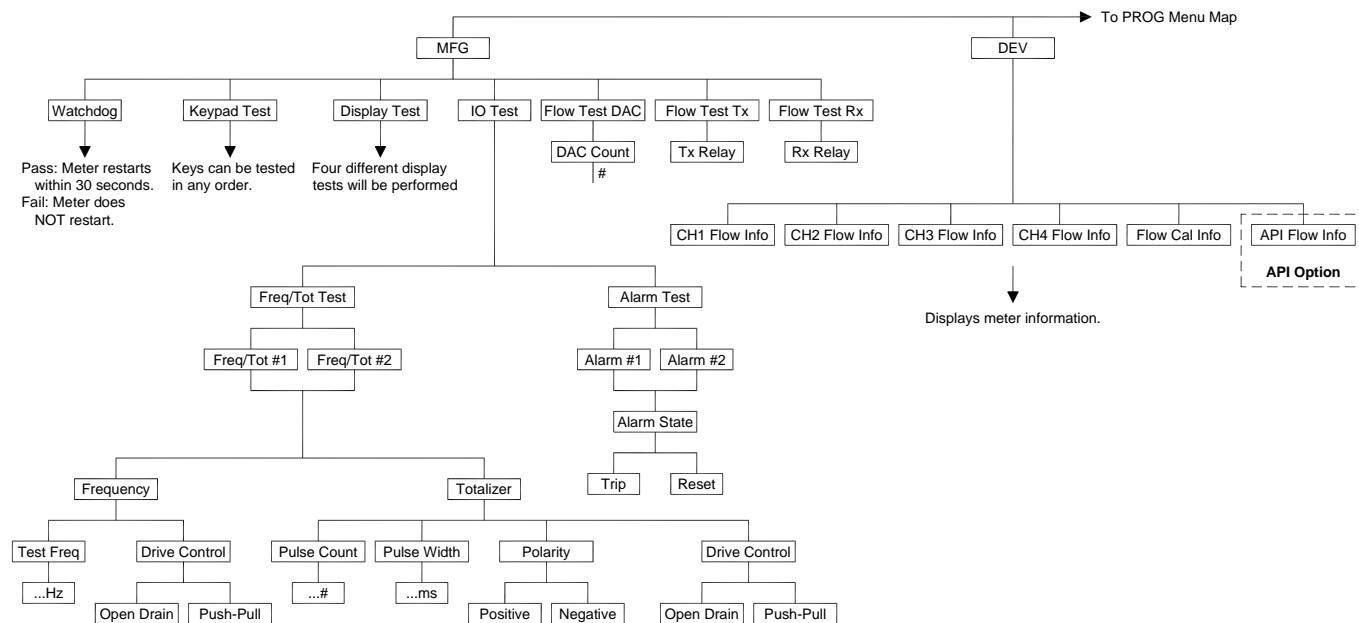 To PROG Menu Map
MFG
DEV
Watchdog
Keypad Test
Display Test
IO Test
Flow Test DAC
Flow Test Tx
Flow Test Rx
DAC Count
Tx Relay
Rx Relay
#
Pass: Meter restarts
within 30 seconds.
Fail: Meter does
NOT restart.
Keys can be tested
in any order.
Four different display
tests will be performed
CH1 Flow Info
CH2 Flow Info
CH3 Flow Info
CH4 Flow Info
Flow Cal Info
API Flow Info
API Option
Displays meter information.
Freq/Tot Test
Alarm Test
Freq/Tot #1
Freq/Tot #2
Alarm #1
Alarm #2
Alarm State
Trip
Reset
Frequency
Totalizer
Test Freq
Drive Control
Pulse Count
Pulse Width
Polarity
Drive Control
...Hz
...#
...ms
Open Drain
Push-Pull
Positive
Negative
Open Drain
Push-Pull